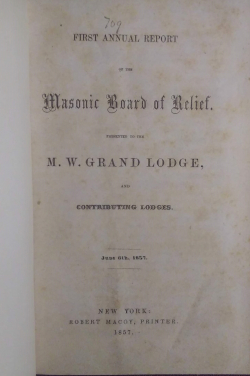 709
FIRST ANNUAL REPORT
OF THE
Masonic Board of Relief,
PRESENTED TO THE
M. W. GRAND LODGE,
AND
CONTRIBUTING LODGES.
June 6th, 1857.
NEW YORK:
ROBERT MACOY, PRINTER.
1857.